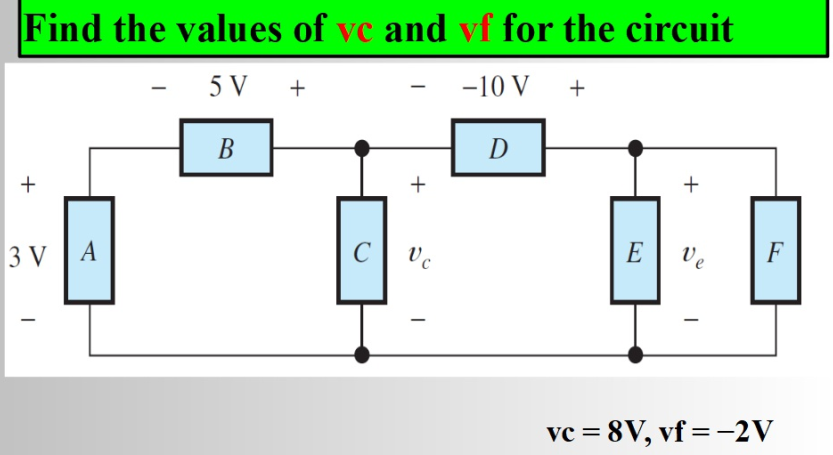 Find the values of vc and vf for the circuit
− 5 V + − −10 V +
B D
+ + +
3 V A C vc E ve F
− − −
vc = 8V, vf = −2V